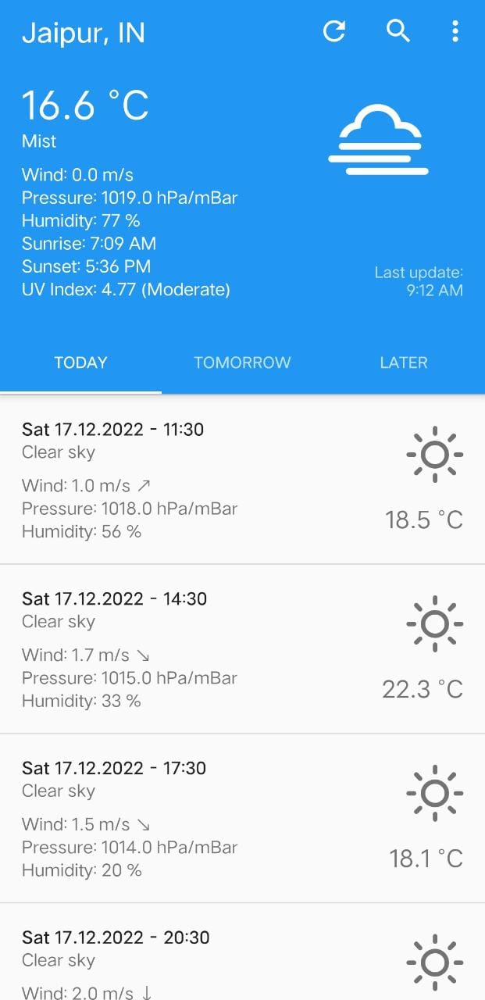 Jaipur, IN
16.6 °C
Mist
Wind: 0.0 m/s
Pressure: 1019.0 hPa/mBar
Humidity: 77 %
Sunrise: 7:09 AM
Sunset: 5:36 PM
UV Index: 4.77 (Moderate)
Last update:
9:12 AM
TODAY TOMORROW LATER
Sat 17.12.2022 - 11:30
Clear sky
Wind: 1.0 m/s ↗
Pressure: 1018.0 hPa/mBar
Humidity: 56 %
18.5 °C
Sat 17.12.2022 - 14:30
Clear sky
Wind: 1.7 m/s ↘
Pressure: 1015.0 hPa/mBar
Humidity: 33 %
22.3 °C
Sat 17.12.2022 - 17:30
Clear sky
Wind: 1.5 m/s ↘
Pressure: 1014.0 hPa/mBar
Humidity: 20 %
18.1 °C
Sat 17.12.2022 - 20:30
Clear sky
Wind: 2.0 m/s ↓